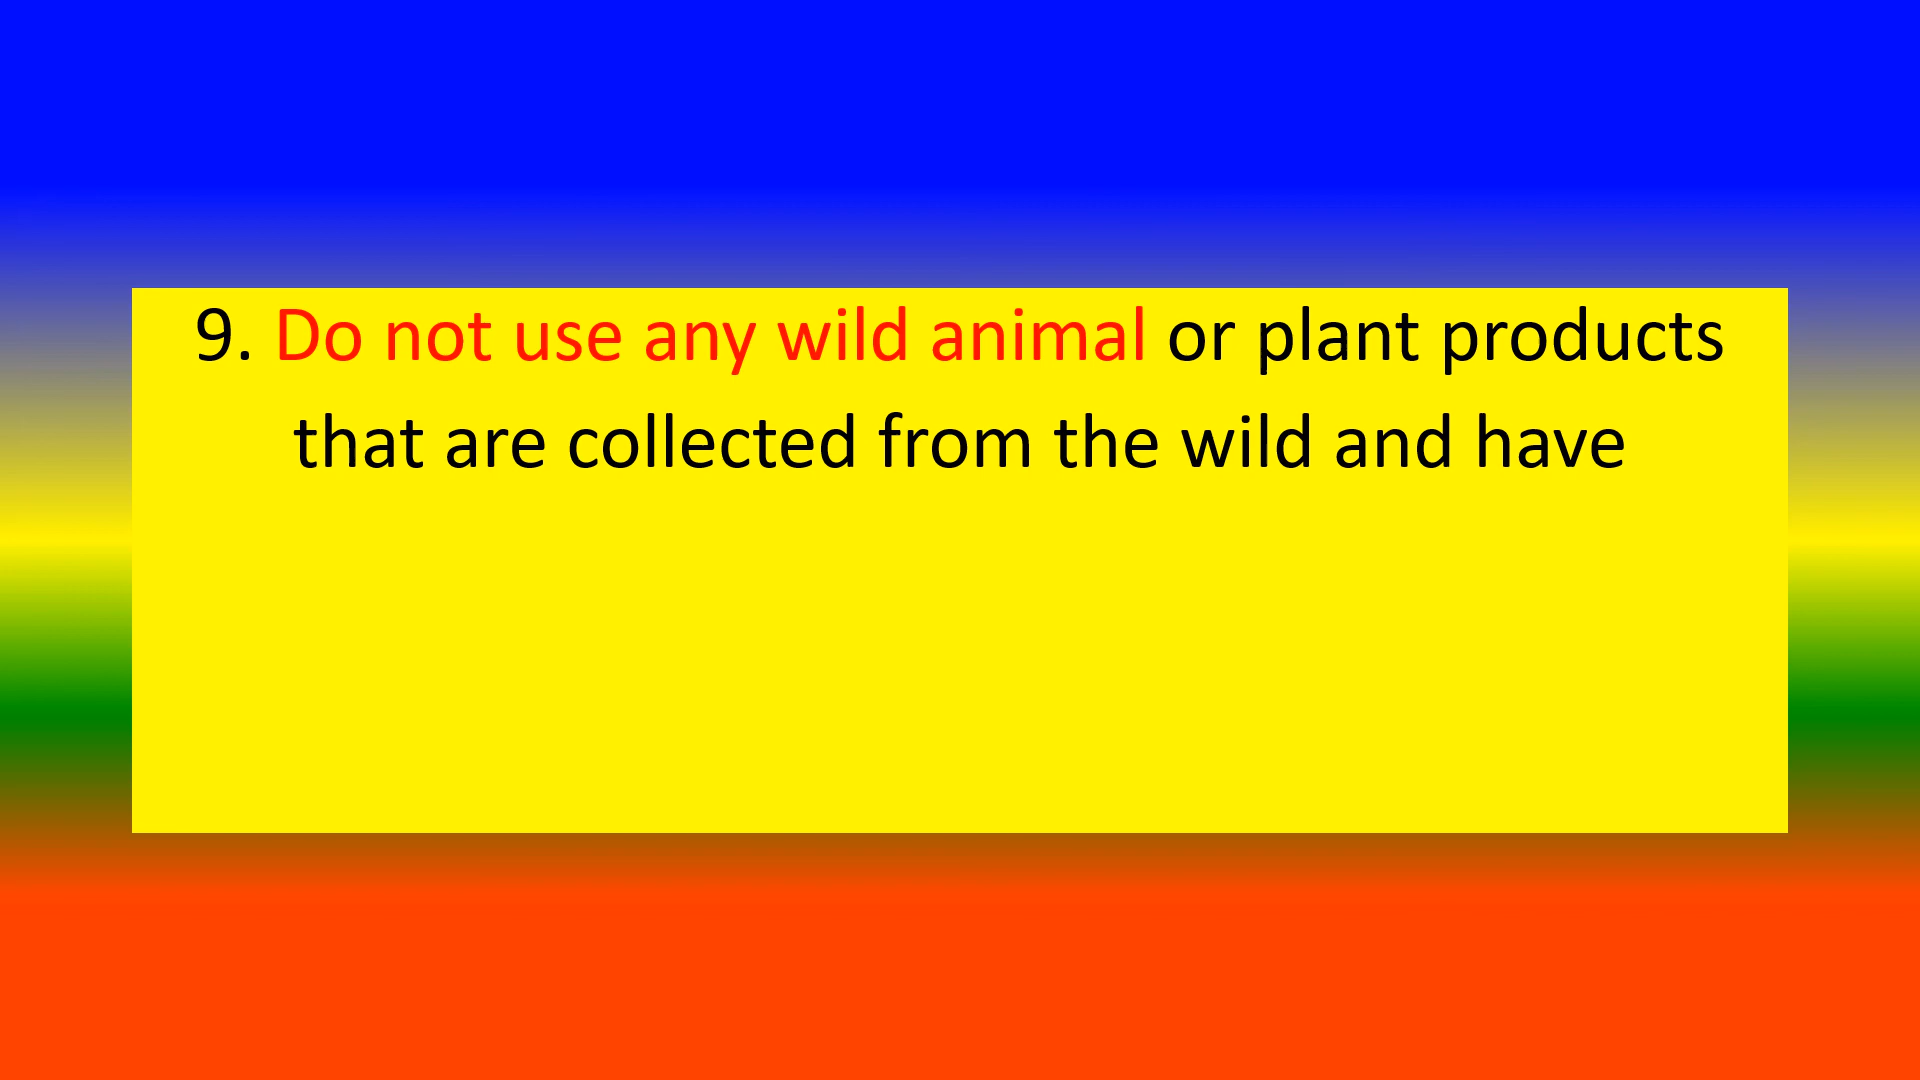 9. Do not use any wild animal or plant products
that are collected from the wild and have